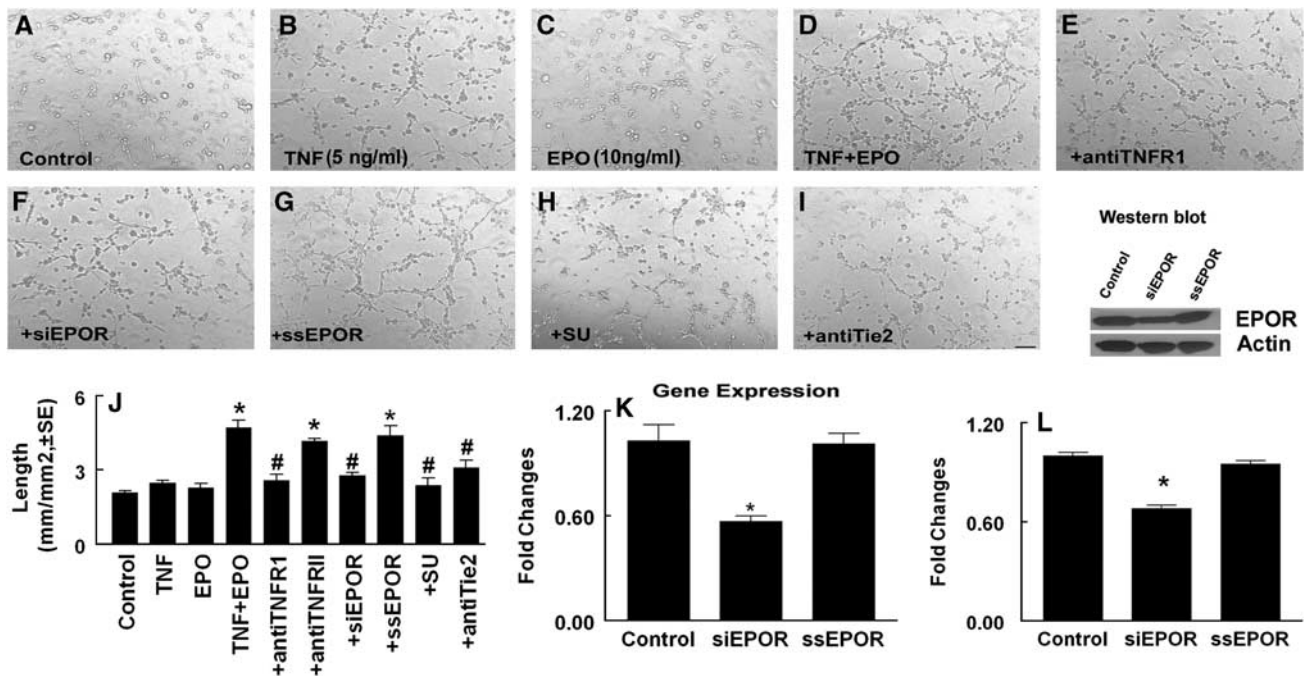 A
B
C
D
E
Control
TNF (5 ng/ml)
EPO (10ng/ml)
TNF+EPO
+antiTNFR1
F
G
H
I
+siEPOR
+ssEPOR
+SU
+antiTie2
Western blot
Control
siEPOR
ssEPOR
EPOR
Actin
J
Length
(mm/mm2,±SE)
6
3
0
*
#
*
#
*
#
#
Control
TNF
EPO
TNF+EPO
+antiTNFR1
+antiTNFRII
+siEPOR
+ssEPOR
+SU
+antiTie2
Gene Expression
K
Fold Changes
1.20
0.60
0.00
*
Control
siEPOR
ssEPOR
L
Fold Changes
1.20
0.60
0.00
*
Control
siEPOR
ssEPOR